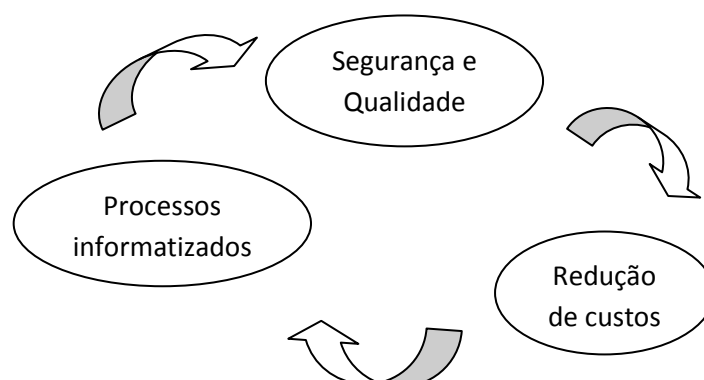 Segurança e
Qualidade
Processos
informatizados
Redução
de custos